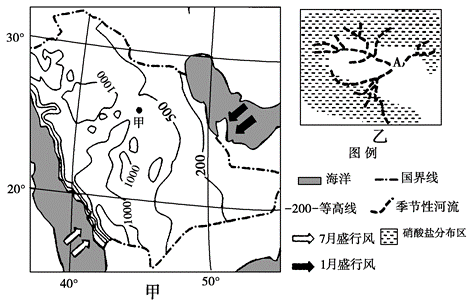 30°
20°
40°
50°
1000
500
200
1000
1000
甲
甲
A
乙
图 例
海洋
国界线
-200-等高线
季节性河流
7月盛行风
硝酸盐分布区
1月盛行风